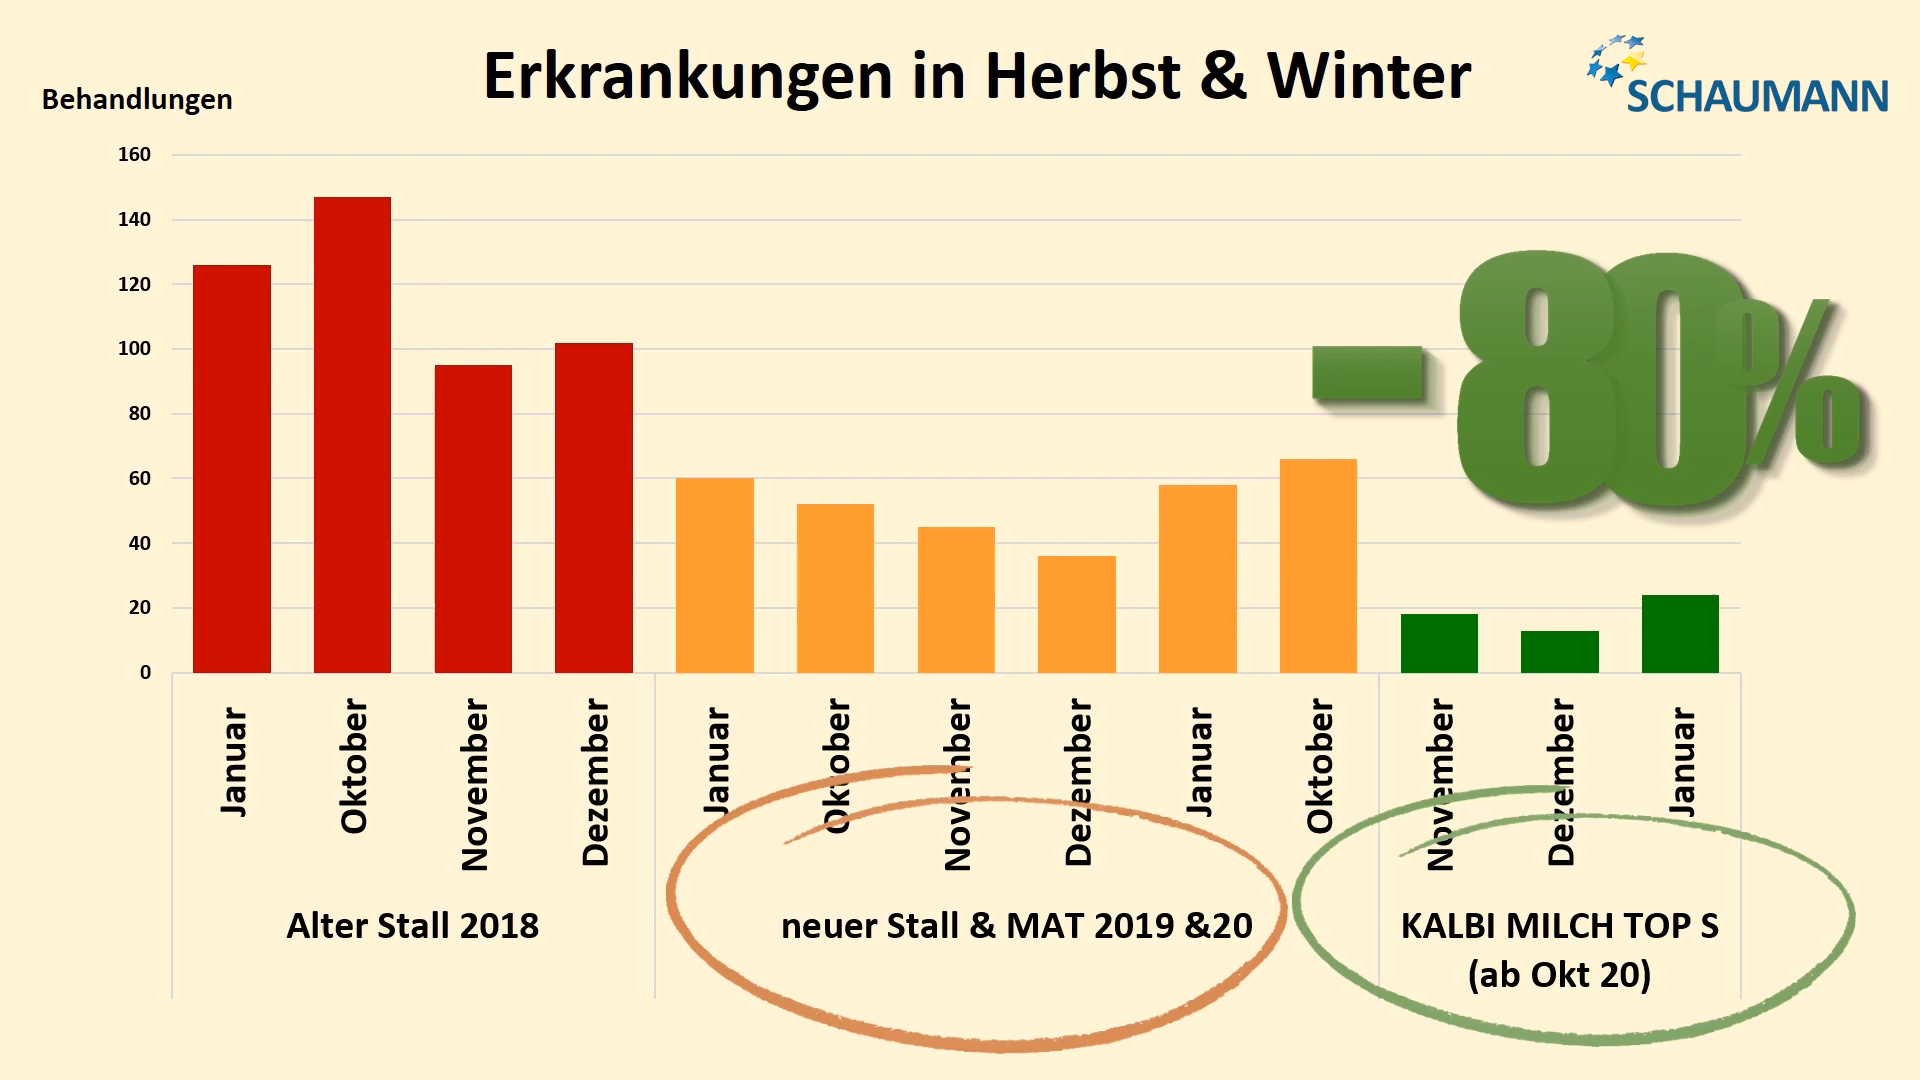 Erkrankungen in Herbst & Winter
SCHAUMANN
Behandlungen
160
140
120
100
80
60
40
20
0
-80%
Januar
Oktober
November
Dezember
Januar
Oktober
November
Dezember
Januar
Oktober
November
Dezember
Januar
Alter Stall 2018
neuer Stall & MAT 2019 &20
KALBI MILCH TOP S
(ab Okt 20)